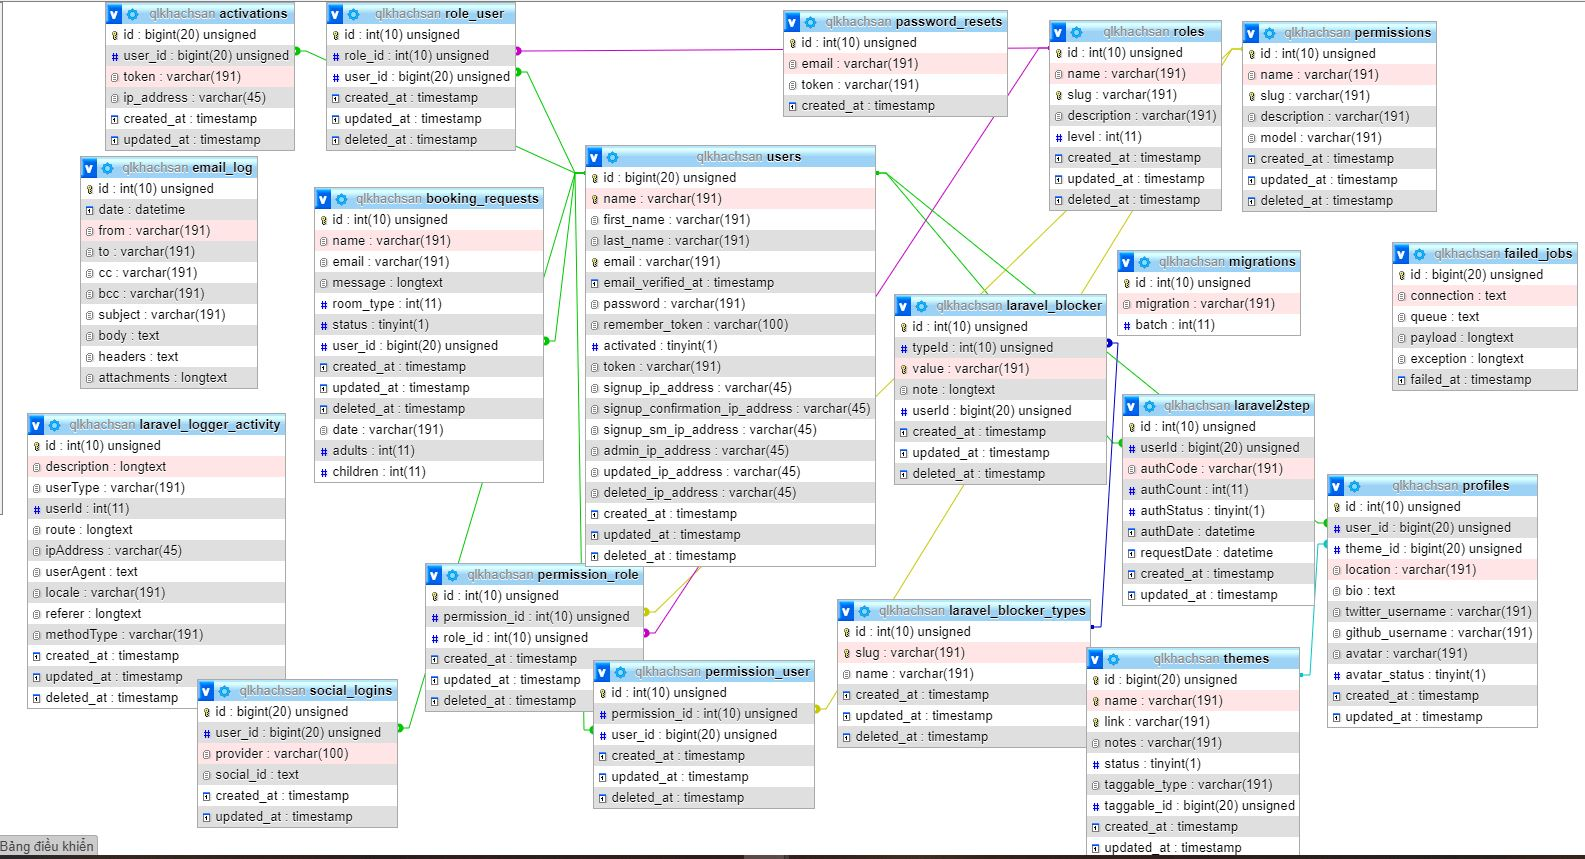 qlkhachsan activations
id : bigint(20) unsigned
user_id : bigint(20) unsigned
token : varchar(191)
ip_address : varchar(45)
created_at : timestamp
updated_at : timestamp
qlkhachsan role_user
id : int(10) unsigned
role_id : int(10) unsigned
user_id : bigint(20) unsigned
created_at : timestamp
updated_at : timestamp
deleted_at : timestamp
qlkhachsan password_resets
id : int(10) unsigned
email : varchar(191)
token : varchar(191)
created_at : timestamp
qlkhachsan roles
id : int(10) unsigned
name : varchar(191)
slug : varchar(191)
description : varchar(191)
level : int(11)
created_at : timestamp
updated_at : timestamp
deleted_at : timestamp
qlkhachsan permissions
id : int(10) unsigned
name : varchar(191)
slug : varchar(191)
description : varchar(191)
model : varchar(191)
created_at : timestamp
updated_at : timestamp
deleted_at : timestamp
qlkhachsan email_log
id : int(10) unsigned
date : datetime
from : varchar(191)
to : varchar(191)
cc : varchar(191)
bcc : varchar(191)
subject : varchar(191)
body : text
headers : text
attachments : longtext
qlkhachsan booking_requests
id : int(10) unsigned
name : varchar(191)
email : varchar(191)
message : longtext
room_type : int(11)
status : tinyint(1)
user_id : bigint(20) unsigned
created_at : timestamp
updated_at : timestamp
deleted_at : timestamp
date : varchar(191)
adults : int(11)
children : int(11)
qlkhachsan users
id : bigint(20) unsigned
name : varchar(191)
first_name : varchar(191)
last_name : varchar(191)
email : varchar(191)
email_verified_at : timestamp
password : varchar(191)
remember_token : varchar(100)
activated : tinyint(1)
token : varchar(191)
signup_ip_address : varchar(45)
signup_confirmation_ip_address : varchar(45)
signup_sm_ip_address : varchar(45)
admin_ip_address : varchar(45)
updated_ip_address : varchar(45)
deleted_ip_address : varchar(45)
created_at : timestamp
updated_at : timestamp
deleted_at : timestamp
qlkhachsan laravel_blocker
id : int(10) unsigned
typeId : int(10) unsigned
value : varchar(191)
note : longtext
userId : bigint(20) unsigned
created_at : timestamp
updated_at : timestamp
deleted_at : timestamp
qlkhachsan migrations
id : int(10) unsigned
migration : varchar(191)
batch : int(11)
qlkhachsan failed_jobs
id : bigint(20) unsigned
connection : text
queue : text
payload : longtext
exception : longtext
failed_at : timestamp
qlkhachsan laravel2step
id : int(10) unsigned
userId : bigint(20) unsigned
authCode : varchar(191)
authCount : int(11)
authStatus : tinyint(1)
authDate : datetime
requestDate : datetime
created_at : timestamp
updated_at : timestamp
qlkhachsan laravel_logger_activity
id : int(10) unsigned
description : longtext
userType : varchar(191)
userId : int(11)
route : longtext
ipAddress : varchar(45)
userAgent : text
locale : varchar(191)
referer : longtext
methodType : varchar(191)
created_at : timestamp
updated_at : timestamp
deleted_at : timestamp
qlkhachsan profiles
id : int(10) unsigned
user_id : bigint(20) unsigned
theme_id : bigint(20) unsigned
location : varchar(191)
bio : text
twitter_username : varchar(191)
github_username : varchar(191)
avatar : varchar(191)
avatar_status : tinyint(1)
created_at : timestamp
updated_at : timestamp
qlkhachsan permission_role
id : int(10) unsigned
permission_id : int(10) unsigned
role_id : int(10) unsigned
created_at : timestamp
updated_at : timestamp
deleted_at : timestamp
qlkhachsan laravel_blocker_types
id : int(10) unsigned
slug : varchar(191)
name : varchar(191)
created_at : timestamp
updated_at : timestamp
deleted_at : timestamp
qlkhachsan social_logins
id : bigint(20) unsigned
user_id : bigint(20) unsigned
provider : varchar(100)
social_id : text
created_at : timestamp
updated_at : timestamp
qlkhachsan permission_user
id : int(10) unsigned
permission_id : int(10) unsigned
user_id : bigint(20) unsigned
created_at : timestamp
updated_at : timestamp
deleted_at : timestamp
qlkhachsan themes
id : bigint(20) unsigned
name : varchar(191)
link : varchar(191)
notes : varchar(191)
status : tinyint(1)
taggable_type : varchar(191)
taggable_id : bigint(20) unsigned
created_at : timestamp
updated_at : timestamp
Bảng điều khiển